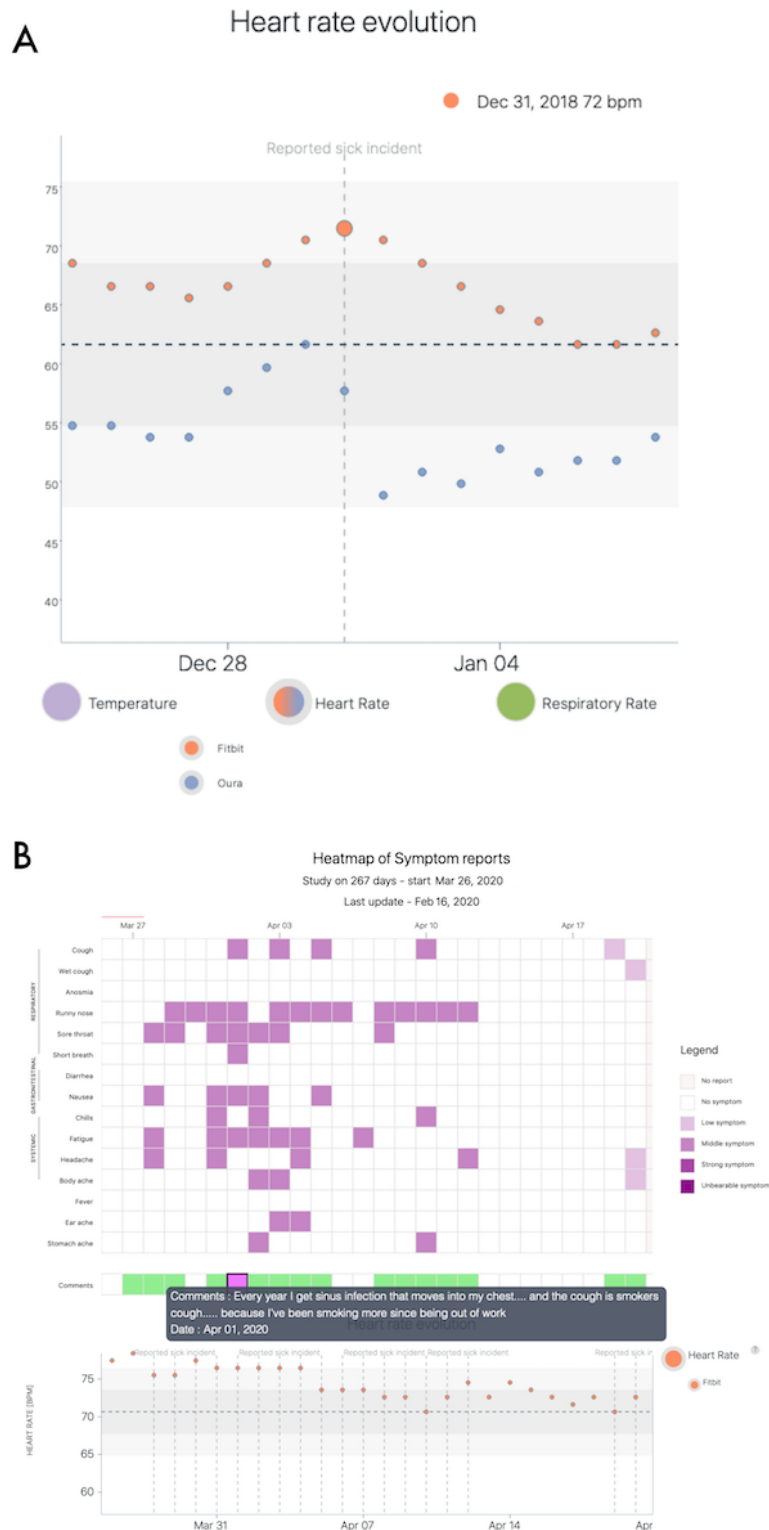 A
Heart rate evolution
Dec 31, 2018 72 bpm
Reported sick incident
75
70
65
60
55
50
45
40
Dec 28
Jan 04
Temperature
Heart Rate
Respiratory Rate
Fitbit
Oura
B
Heatmap of Symptom reports
Study on 267 days - start Mar 26, 2020
Last update - Feb 16, 2020
Mar 27
Apr 03
Apr 10
Apr 17
RESPIRATORY
Cough
Wet cough
Anosmia
Runny nose
Sore throat
Short breath
GASTROINTESTINAL
Diarrhea
Nausea
SYSTEMIC
Chills
Fatigue
Headache
Body ache
Fever
Ear ache
Stomach ache
Legend
No report
No symptom
Low symptom
Middle symptom
Strong symptom
Unbearable symptom
Comments
Comments : Every year I get sinus infection that moves into my chest.... and the cough is smokers
cough..... because I've been smoking more since being out of work
Date : Apr 01, 2020
Heart rate evolution
Reported sick incident
Reported sick incident
Reported sick incident
Reported sick incident
Reported sick in
Heart Rate
?
Fitbit
HEART RATE [BPM]
75
70
65
60
Mar 31
Apr 07
Apr 14
Apr